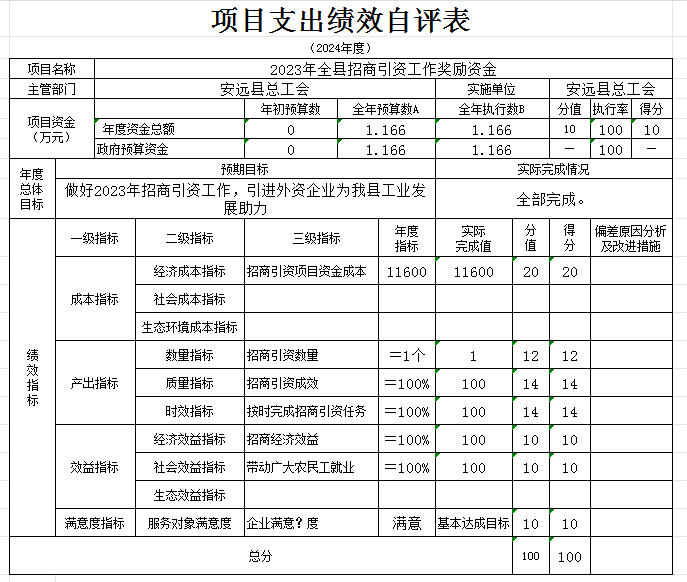 项目支出绩效自评表
（2024年度）
项目名称 2023年全县招商引资工作奖励资金
主管部门 安远县总工会 实施单位 安远县总工会
项目资金（万元） 年初预算数 全年预算数A 全年执行数B 分值 执行率 得分
年度资金总额 0 1.166 1.166 10 100 10
政府预算资金 0 1.166 1.166 — 100 —
年度总体目标 预期目标 实际完成情况
做好2023年招商引资工作，引进外资企业为我县工业发
展助力 全部完成。
绩效指标 一级指标 二级指标 三级指标 年度指标 实际完成值 分值 得分 偏差原因分析及改进措施
成本指标 经济成本指标 招商引资项目资金成本 11600 11600 20 20
社会成本指标
生态环境成本指标
产出指标 数量指标 招商引资数量 ＝1个 1 12 12
质量指标 招商引资成效 ＝100% 100 14 14
时效指标 按时完成招商引资任务 ＝100% 100 14 14
效益指标 经济效益指标 招商经济效益 ＝100% 100 10 10
社会效益指标 带动广大农民工就业 ＝100% 100 10 10
生态效益指标
满意度指标 服务对象满意度 企业满意？度 满意 基本达成目标 10 10
总分 100 100